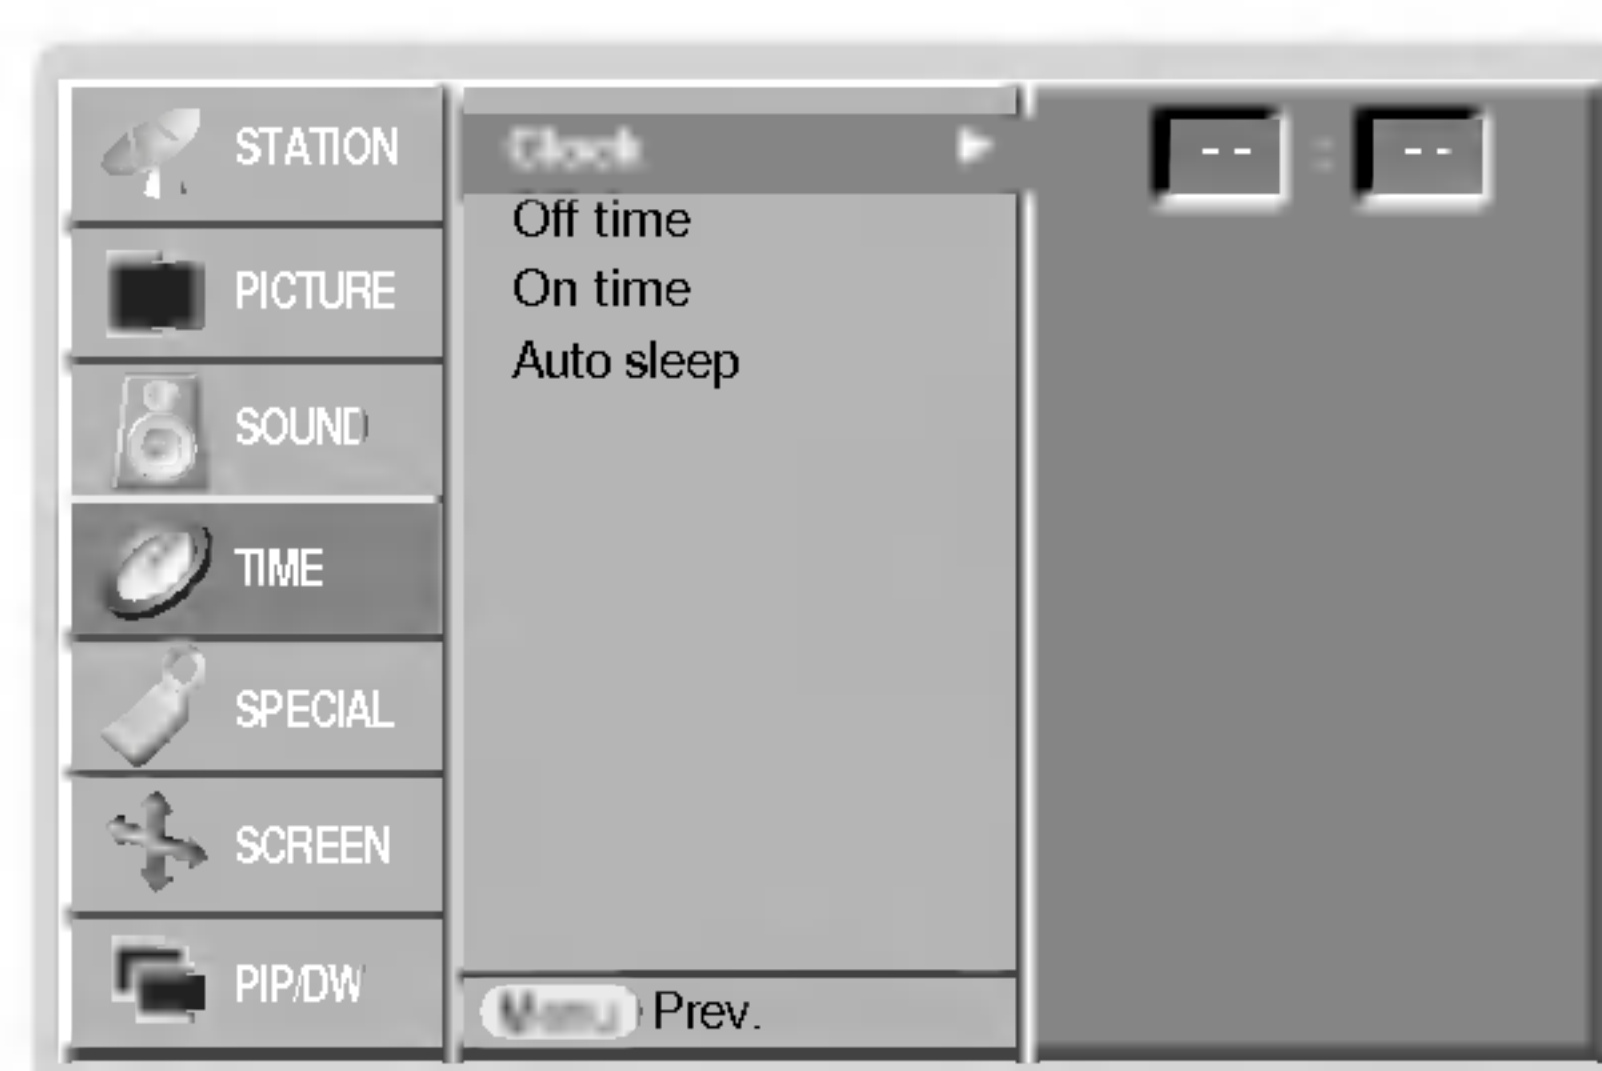 STATION
PICTURE
SOUND
TIME
SPECIAL
SCREEN
PIP/DW
Clock
-- : --
Off time
On time
Auto sleep
Menu Prev.